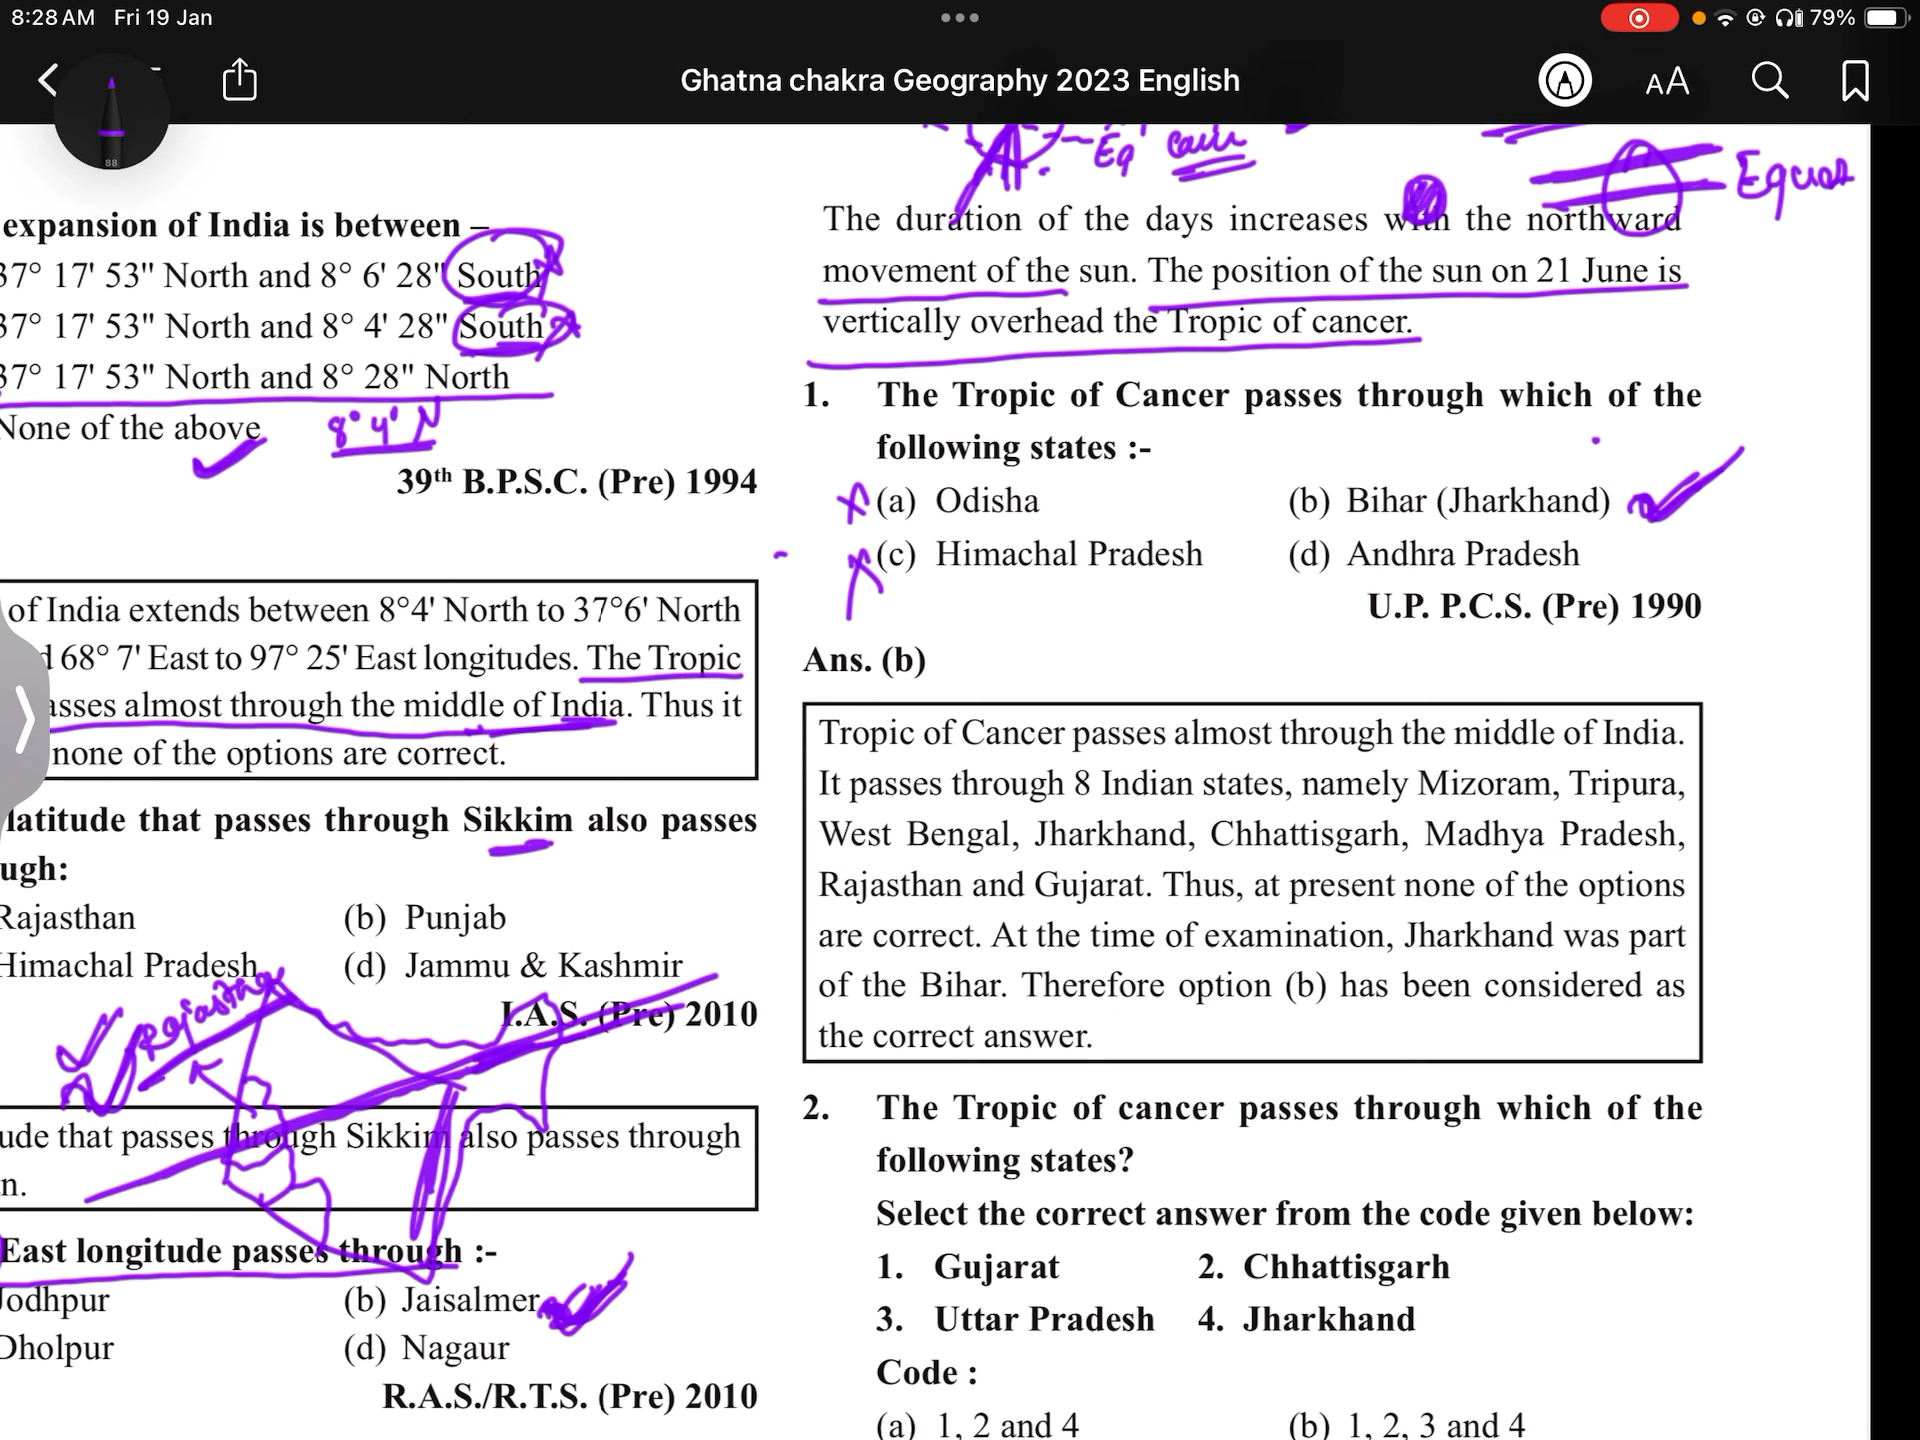 8:28 AM Fri 19 Jan
79%
Ghatna chakra Geography 2023 English
AA
88
expansion of India is between –
37° 17' 53" North and 8° 6' 28" South
37° 17' 53" North and 8° 4' 28" South
37° 17' 53" North and 8° 28" North
None of the above
8° 4' N
39th B.P.S.C. (Pre) 1994
of India extends between 8°4' North to 37°6' North
68° 7' East to 97° 25' East longitudes. The Tropic
asses almost through the middle of India. Thus it
none of the options are correct.
latitude that passes through Sikkim also passes
ugh:
Rajasthan (b) Punjab
Himachal Pradesh (d) Jammu & Kashmir
I.A.S. (Pre) 2010
Rajasthan
ude that passes through Sikkim also passes through
n.
East longitude passes through :-
Jodhpur (b) Jaisalmer
Dholpur (d) Nagaur
R.A.S./R.T.S. (Pre) 2010
Eq
The duration of the days increases with the northward
movement of the sun. The position of the sun on 21 June is
vertically overhead the Tropic of cancer.
1. The Tropic of Cancer passes through which of the
following states :-
(a) Odisha (b) Bihar (Jharkhand)
(c) Himachal Pradesh (d) Andhra Pradesh
U.P. P.C.S. (Pre) 1990
Ans. (b)
Tropic of Cancer passes almost through the middle of India.
It passes through 8 Indian states, namely Mizoram, Tripura,
West Bengal, Jharkhand, Chhattisgarh, Madhya Pradesh,
Rajasthan and Gujarat. Thus, at present none of the options
are correct. At the time of examination, Jharkhand was part
of the Bihar. Therefore option (b) has been considered as
the correct answer.
2. The Tropic of cancer passes through which of the
following states?
Select the correct answer from the code given below:
1. Gujarat 2. Chhattisgarh
3. Uttar Pradesh 4. Jharkhand
Code :
(a) 1, 2 and 4 (b) 1, 2, 3 and 4